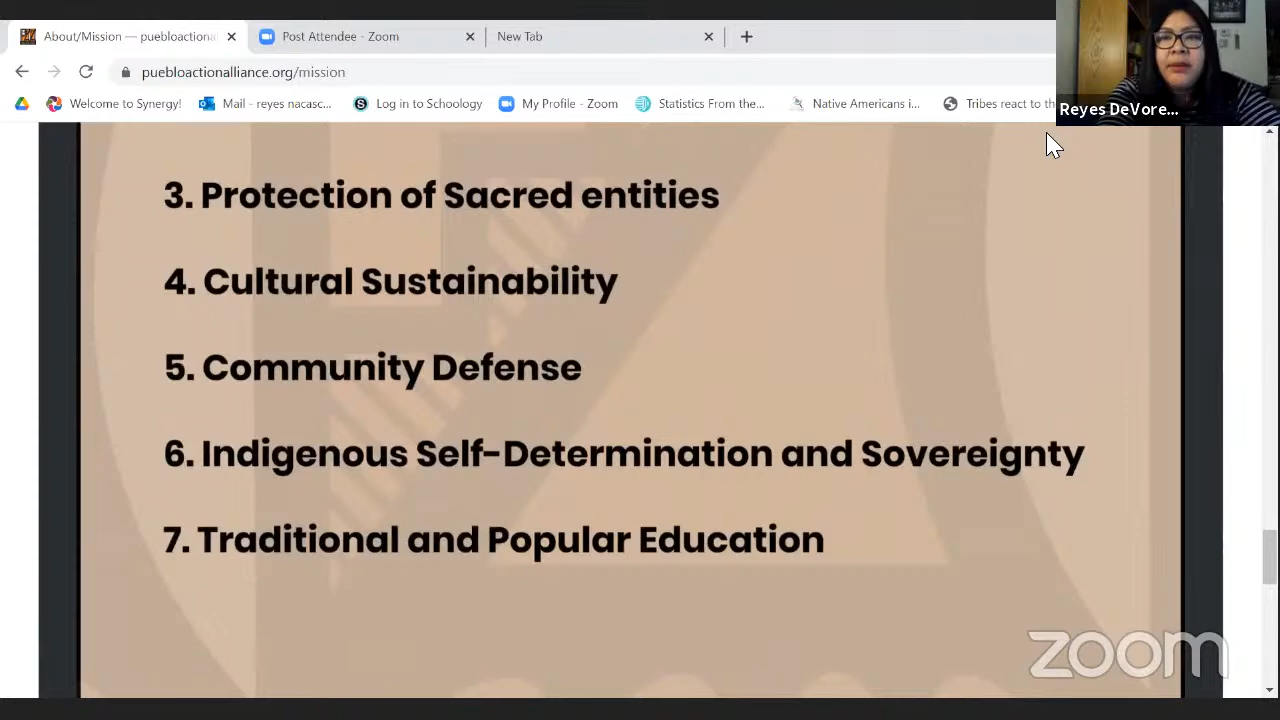 About/Mission — puebloactional
Post Attendee - Zoom
New Tab
puebloactionalliance.org/mission
Welcome to Synergy!
Mail - reyes nacasc...
Log in to Schoology
My Profile - Zoom
Statistics From the...
Native Americans i...
Tribes react to th
Reyes DeVore...
3. Protection of Sacred entities
4. Cultural Sustainability
5. Community Defense
6. Indigenous Self-Determination and Sovereignty
7. Traditional and Popular Education
zoom